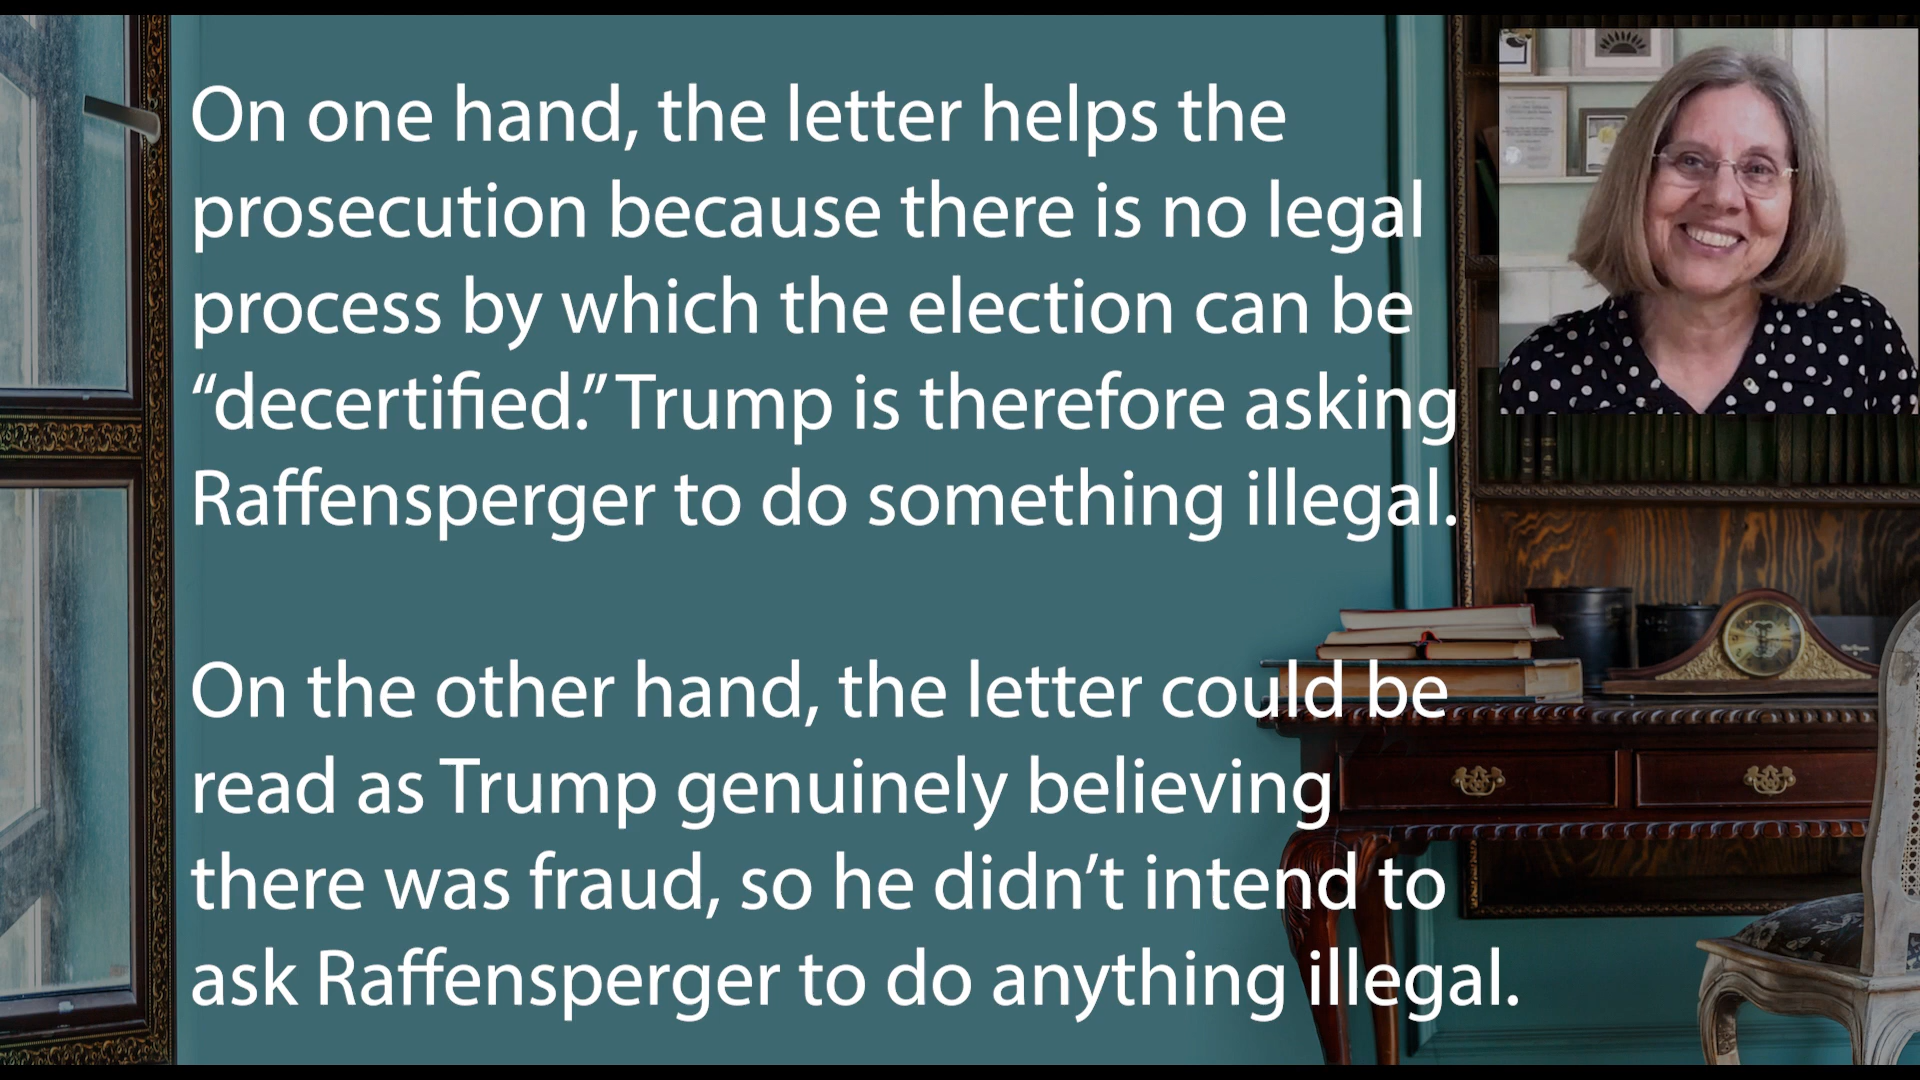 On one hand, the letter helps the
prosecution because there is no legal
process by which the election can be
“decertified.” Trump is therefore asking
Raffensperger to do something illegal.
On the other hand, the letter could be
read as Trump genuinely believing
there was fraud, so he didn’t intend to
ask Raffensperger to do anything illegal.